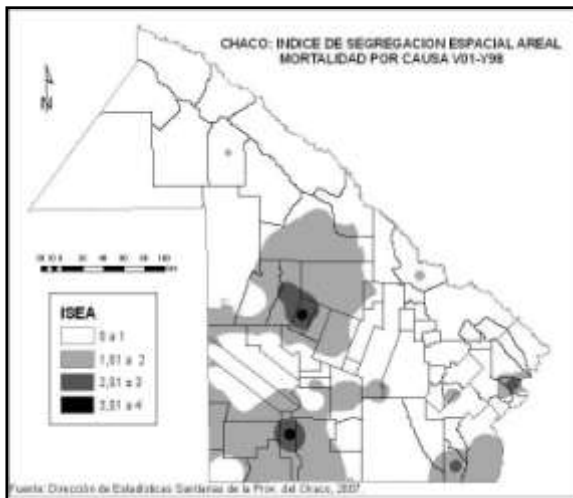 CHACO: INDICE DE SEGREGACION ESPACIAL AREAL
MORTALIDAD POR CAUSA V01-Y98
N
ISEA
0 a 1
1,01 a 2
2,01 a 3
3,01 a 4
Fuente: Dirección de Estadísticas Sanitarias de la Prov. del Chaco, 2007